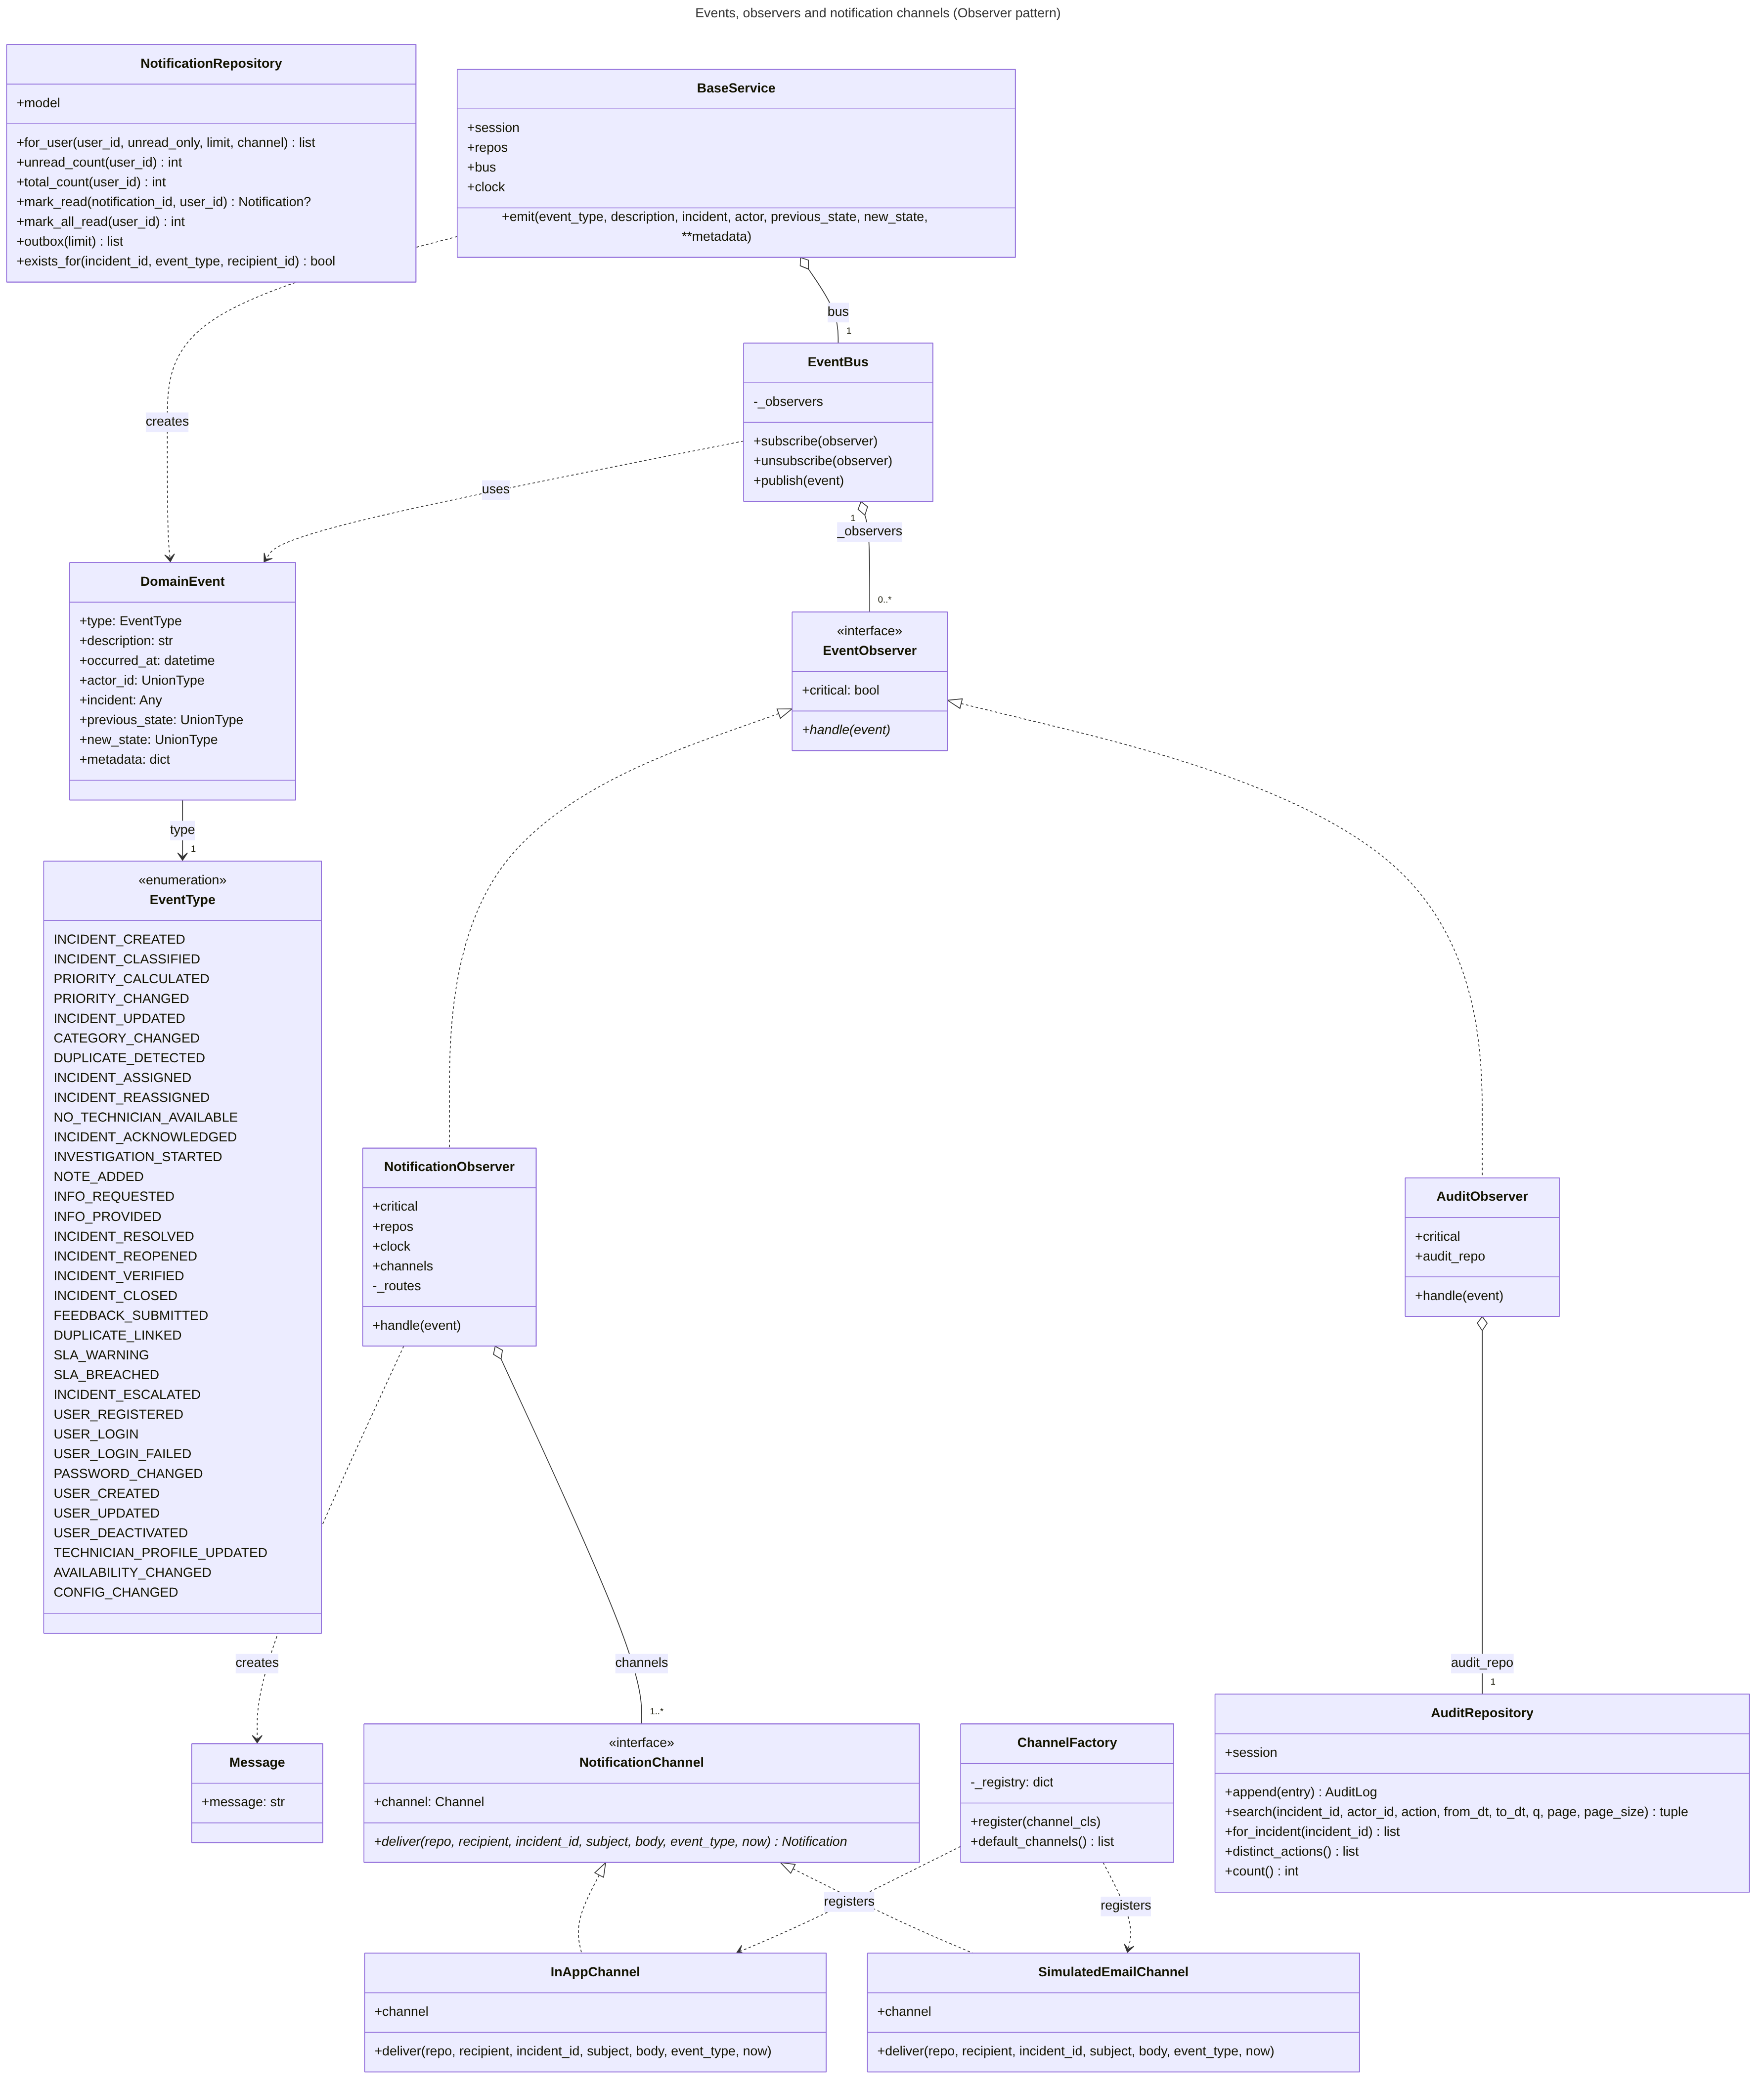 Events, observers and notification channels (Observer pattern)
NotificationRepository
+model
+for_user(user_id, unread_only, limit, channel) : list
+unread_count(user_id) : int
+total_count(user_id) : int
+mark_read(notification_id, user_id) : Notification?
+mark_all_read(user_id) : int
+outbox(limit) : list
+exists_for(incident_id, event_type, recipient_id) : bool
BaseService
+session
+repos
+bus
+clock
+emit(event_type, description, incident, actor, previous_state, new_state,
**metadata)
bus
1
EventBus
-_observers
+subscribe(observer)
+unsubscribe(observer)
+publish(event)
creates
uses
1
_observers
0..*
DomainEvent
+type: EventType
+description: str
+occurred_at: datetime
+actor_id: UnionType
+incident: Any
+previous_state: UnionType
+new_state: UnionType
+metadata: dict
«interface»
EventObserver
+critical: bool
+handle(event)
type
1
«enumeration»
EventType
INCIDENT_CREATED
INCIDENT_CLASSIFIED
PRIORITY_CALCULATED
PRIORITY_CHANGED
INCIDENT_UPDATED
CATEGORY_CHANGED
DUPLICATE_DETECTED
INCIDENT_ASSIGNED
INCIDENT_REASSIGNED
NO_TECHNICIAN_AVAILABLE
INCIDENT_ACKNOWLEDGED
INVESTIGATION_STARTED
NOTE_ADDED
INFO_REQUESTED
INFO_PROVIDED
INCIDENT_RESOLVED
INCIDENT_REOPENED
INCIDENT_VERIFIED
INCIDENT_CLOSED
FEEDBACK_SUBMITTED
DUPLICATE_LINKED
SLA_WARNING
SLA_BREACHED
INCIDENT_ESCALATED
USER_REGISTERED
USER_LOGIN
USER_LOGIN_FAILED
PASSWORD_CHANGED
USER_CREATED
USER_UPDATED
USER_DEACTIVATED
TECHNICIAN_PROFILE_UPDATED
AVAILABILITY_CHANGED
CONFIG_CHANGED
NotificationObserver
+critical
+repos
+clock
+channels
-_routes
+handle(event)
AuditObserver
+critical
+audit_repo
+handle(event)
creates
channels
1..*
audit_repo
1
Message
+message: str
«interface»
NotificationChannel
+channel: Channel
+deliver(repo, recipient, incident_id, subject, body, event_type, now) : Notification
ChannelFactory
-_registry: dict
+register(channel_cls)
+default_channels() : list
AuditRepository
+session
+append(entry) : AuditLog
+search(incident_id, actor_id, action, from_dt, to_dt, q, page, page_size) : tuple
+for_incident(incident_id) : list
+distinct_actions() : list
+count() : int
registers
registers
InAppChannel
+channel
+deliver(repo, recipient, incident_id, subject, body, event_type, now)
SimulatedEmailChannel
+channel
+deliver(repo, recipient, incident_id, subject, body, event_type, now)